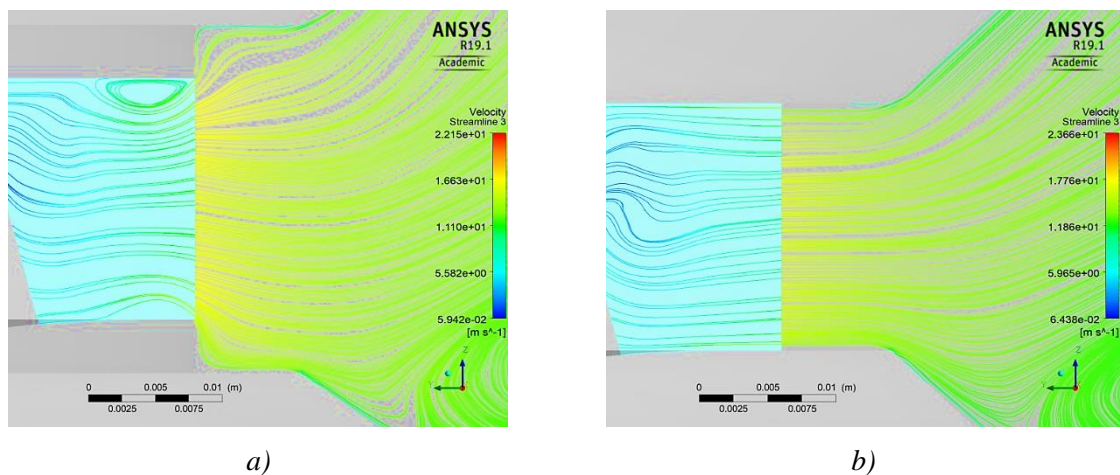 ANSYS
R19.1
Academic
Velocity
Streamline 3
2.215e+01
1.663e+01
1.110e+01
5.582e+00
5.942e-02
[m s^-1]
Z
Y
0 0.005 0.01 (m)
0.0025 0.0075
a)
ANSYS
R19.1
Academic
Velocity
Streamline 3
2.366e+01
1.776e+01
1.186e+01
5.965e+00
6.438e-02
[m s^-1]
Z
Y
0 0.005 0.01 (m)
0.0025 0.0075
b)